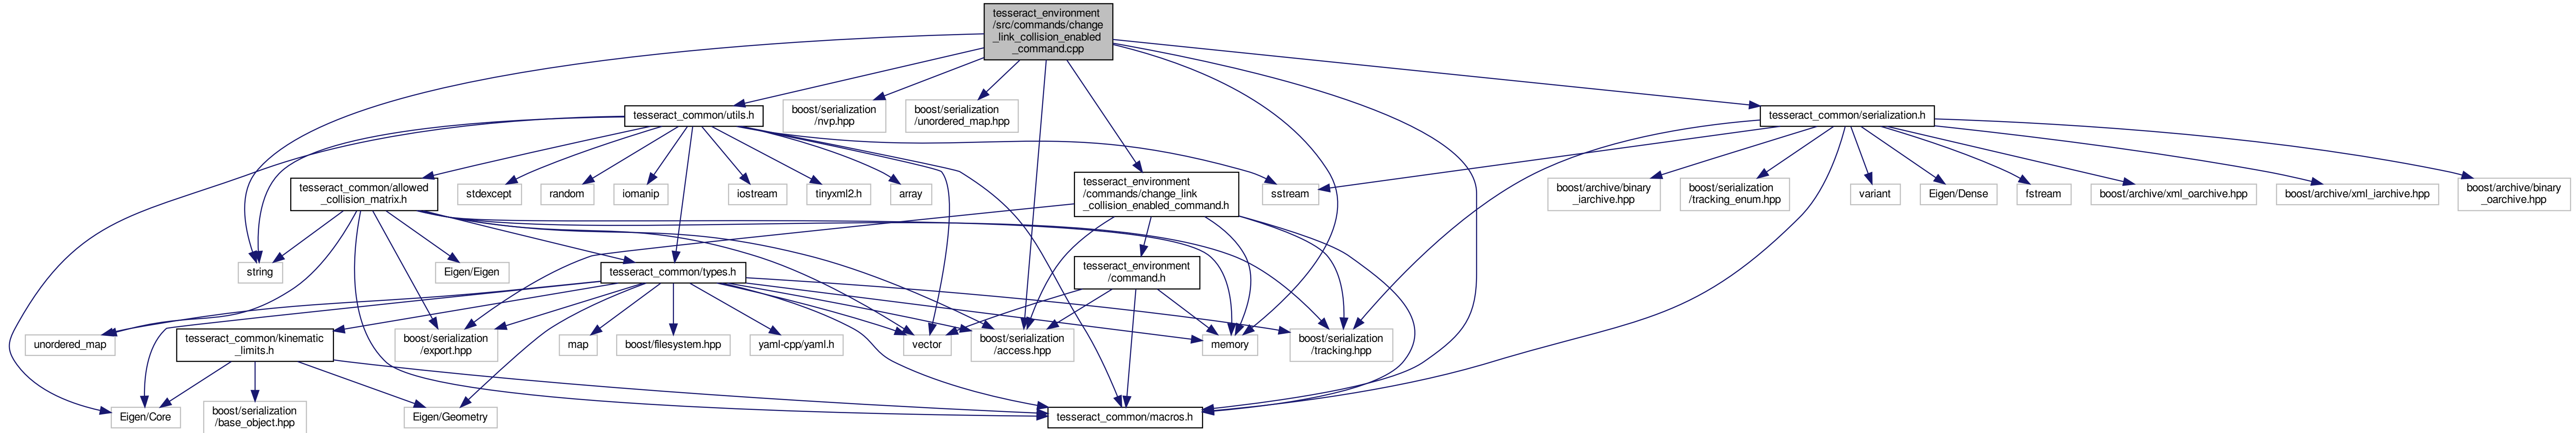 tesseract_environment
/src/commands/change
_link_collision_enabled
_command.cpp
tesseract_common/utils.h
boost/serialization
/nvp.hpp
boost/serialization
/unordered_map.hpp
tesseract_common/serialization.h
tesseract_common/allowed
_collision_matrix.h
stdexcept
random
iomanip
iostream
tinyxml2.h
array
tesseract_environment
/commands/change_link
_collision_enabled_command.h
sstream
boost/archive/binary
_iarchive.hpp
boost/serialization
/tracking_enum.hpp
variant
Eigen/Dense
fstream
boost/archive/xml_oarchive.hpp
boost/archive/xml_iarchive.hpp
boost/archive/binary
_oarchive.hpp
string
Eigen/Eigen
tesseract_common/types.h
tesseract_environment
/command.h
unordered_map
tesseract_common/kinematic
_limits.h
boost/serialization
/export.hpp
map
boost/filesystem.hpp
yaml-cpp/yaml.h
vector
boost/serialization
/access.hpp
memory
boost/serialization
/tracking.hpp
Eigen/Core
boost/serialization
/base_object.hpp
Eigen/Geometry
tesseract_common/macros.h